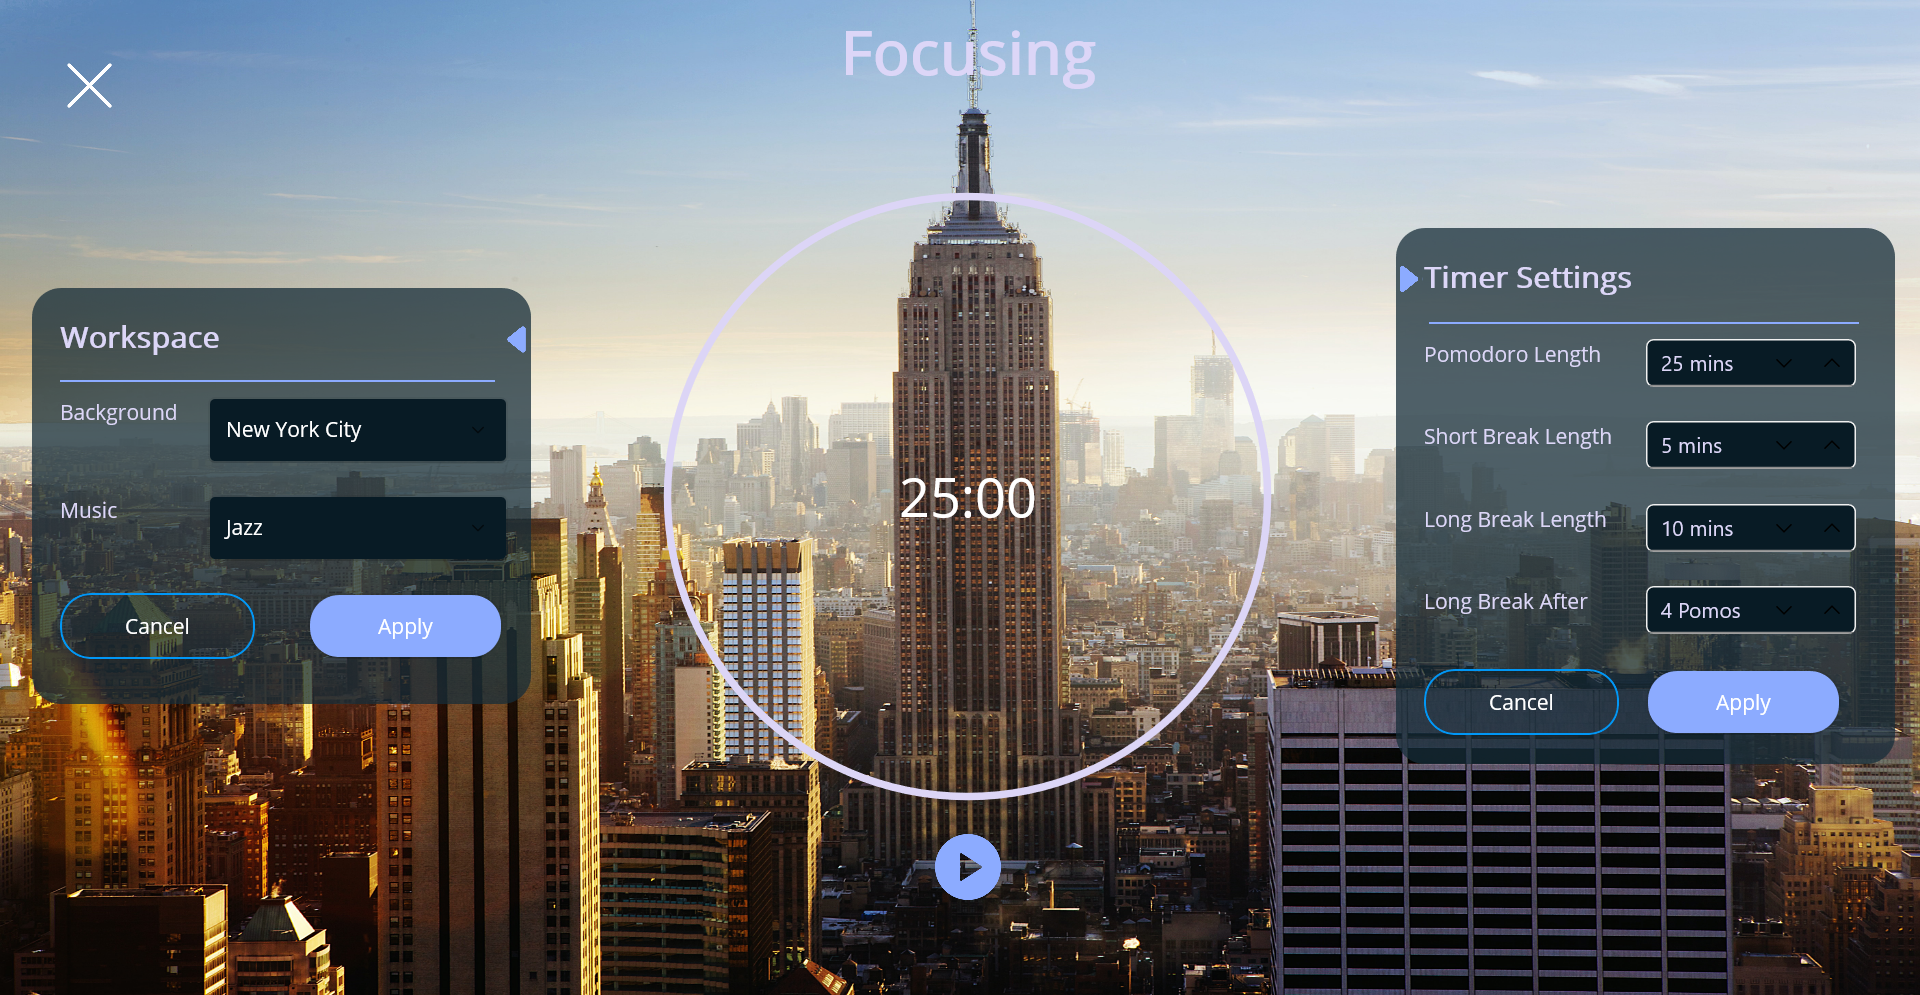 Focusing
Workspace
Background
New York City
Music
Jazz
Cancel
Apply
25:00
Timer Settings
Pomodoro Length
25 mins
Short Break Length
5 mins
Long Break Length
10 mins
Long Break After
4 Pomos
Cancel
Apply